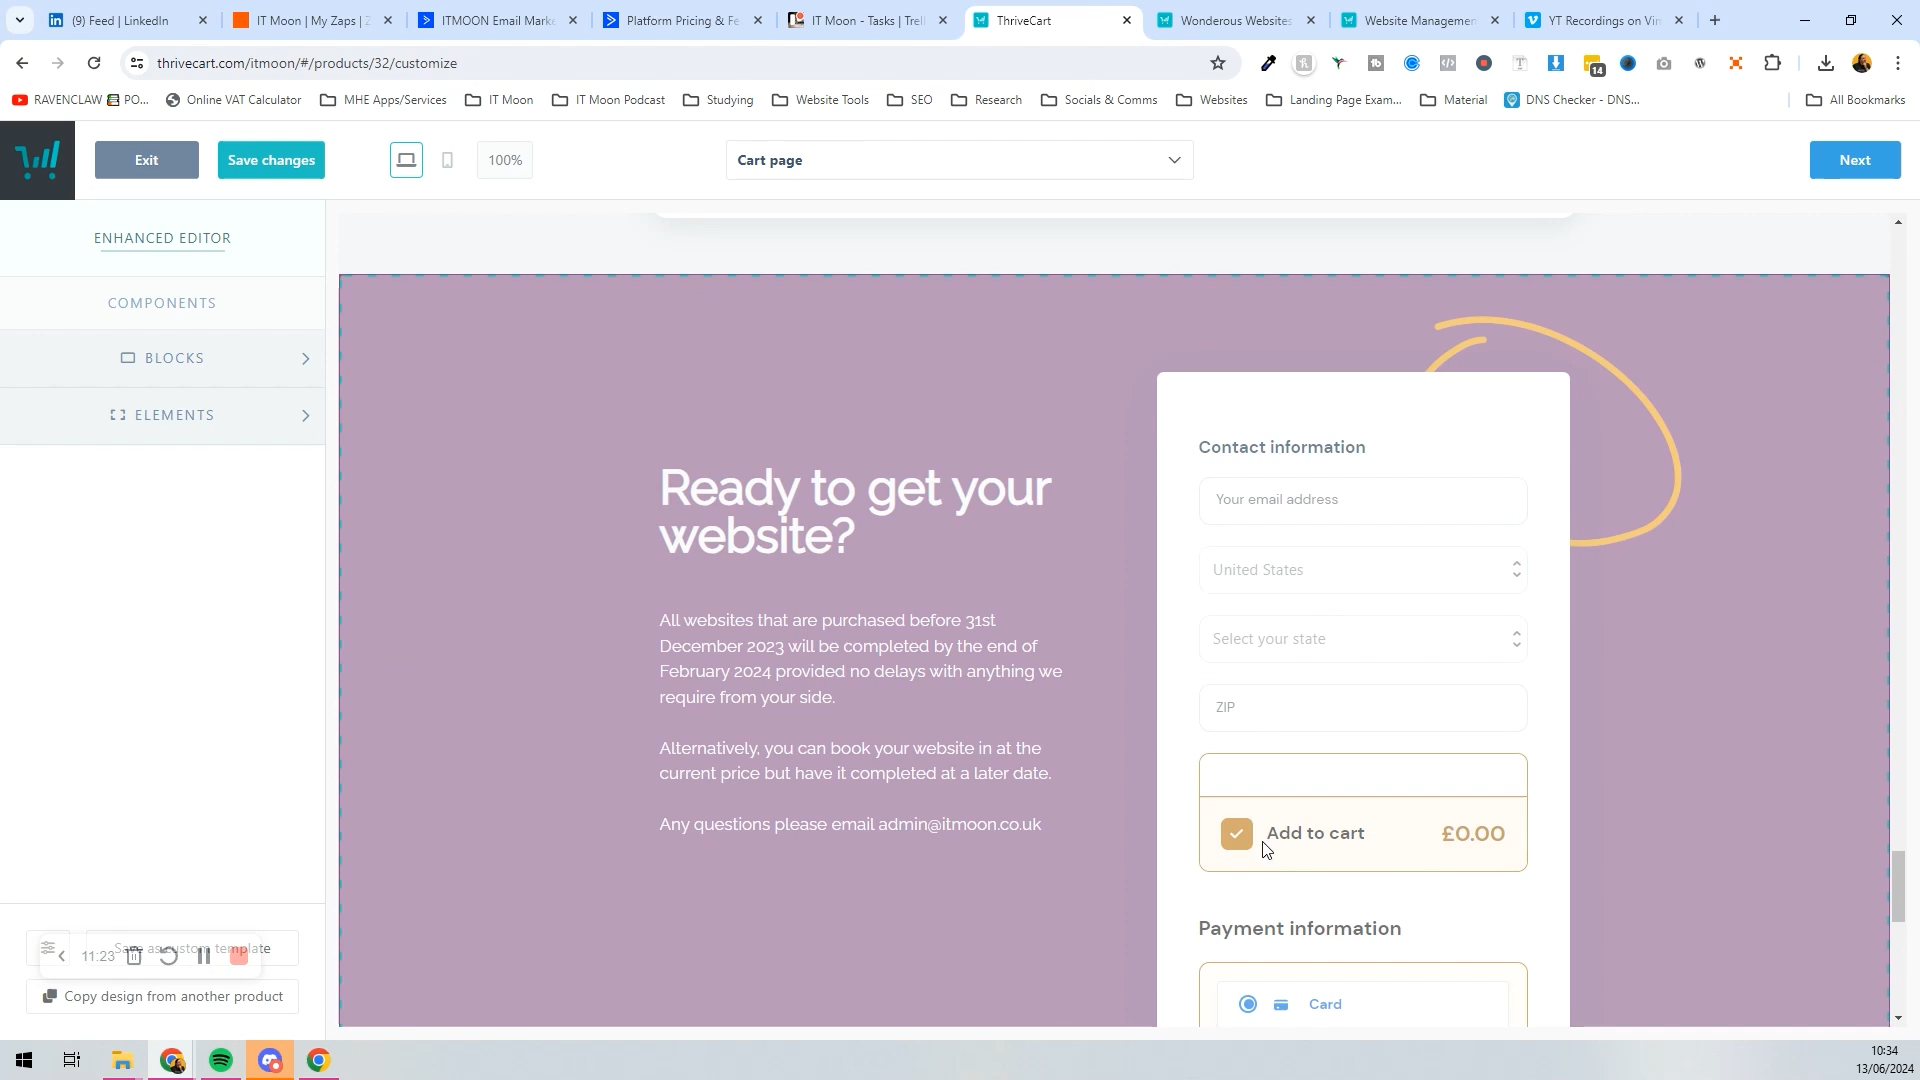 (9) Feed | LinkedIn
IT Moon | My Zaps | Z
ITMOON Email Marke
Platform Pricing & Fe
IT Moon - Tasks | Trell
ThriveCart
Wonderous Websites
Website Managemen
YT Recordings on Vim
thrivecart.com/itmoon/#/products/32/customize
14
RAVENCLAW PO...
Online VAT Calculator
MHE Apps/Services
IT Moon
IT Moon Podcast
Studying
Website Tools
SEO
Research
Socials & Comms
Websites
Landing Page Exam...
Material
DNS Checker - DNS...
All Bookmarks
Exit
Save changes
100%
Cart page
Next
ENHANCED EDITOR
COMPONENTS
BLOCKS
ELEMENTS
Ready to get your
website?
All websites that are purchased before 31st
December 2023 will be completed by the end of
February 2024 provided no delays with anything we
require from your side.
Alternatively, you can book your website in at the
current price but have it completed at a later date.
Any questions please email admin@itmoon.co.uk
Contact information
Your email address
United States
Select your state
ZIP
Add to cart
£0.00
Payment information
Card
Save as custom template
11:23
Copy design from another product
10:34
13/06/2024